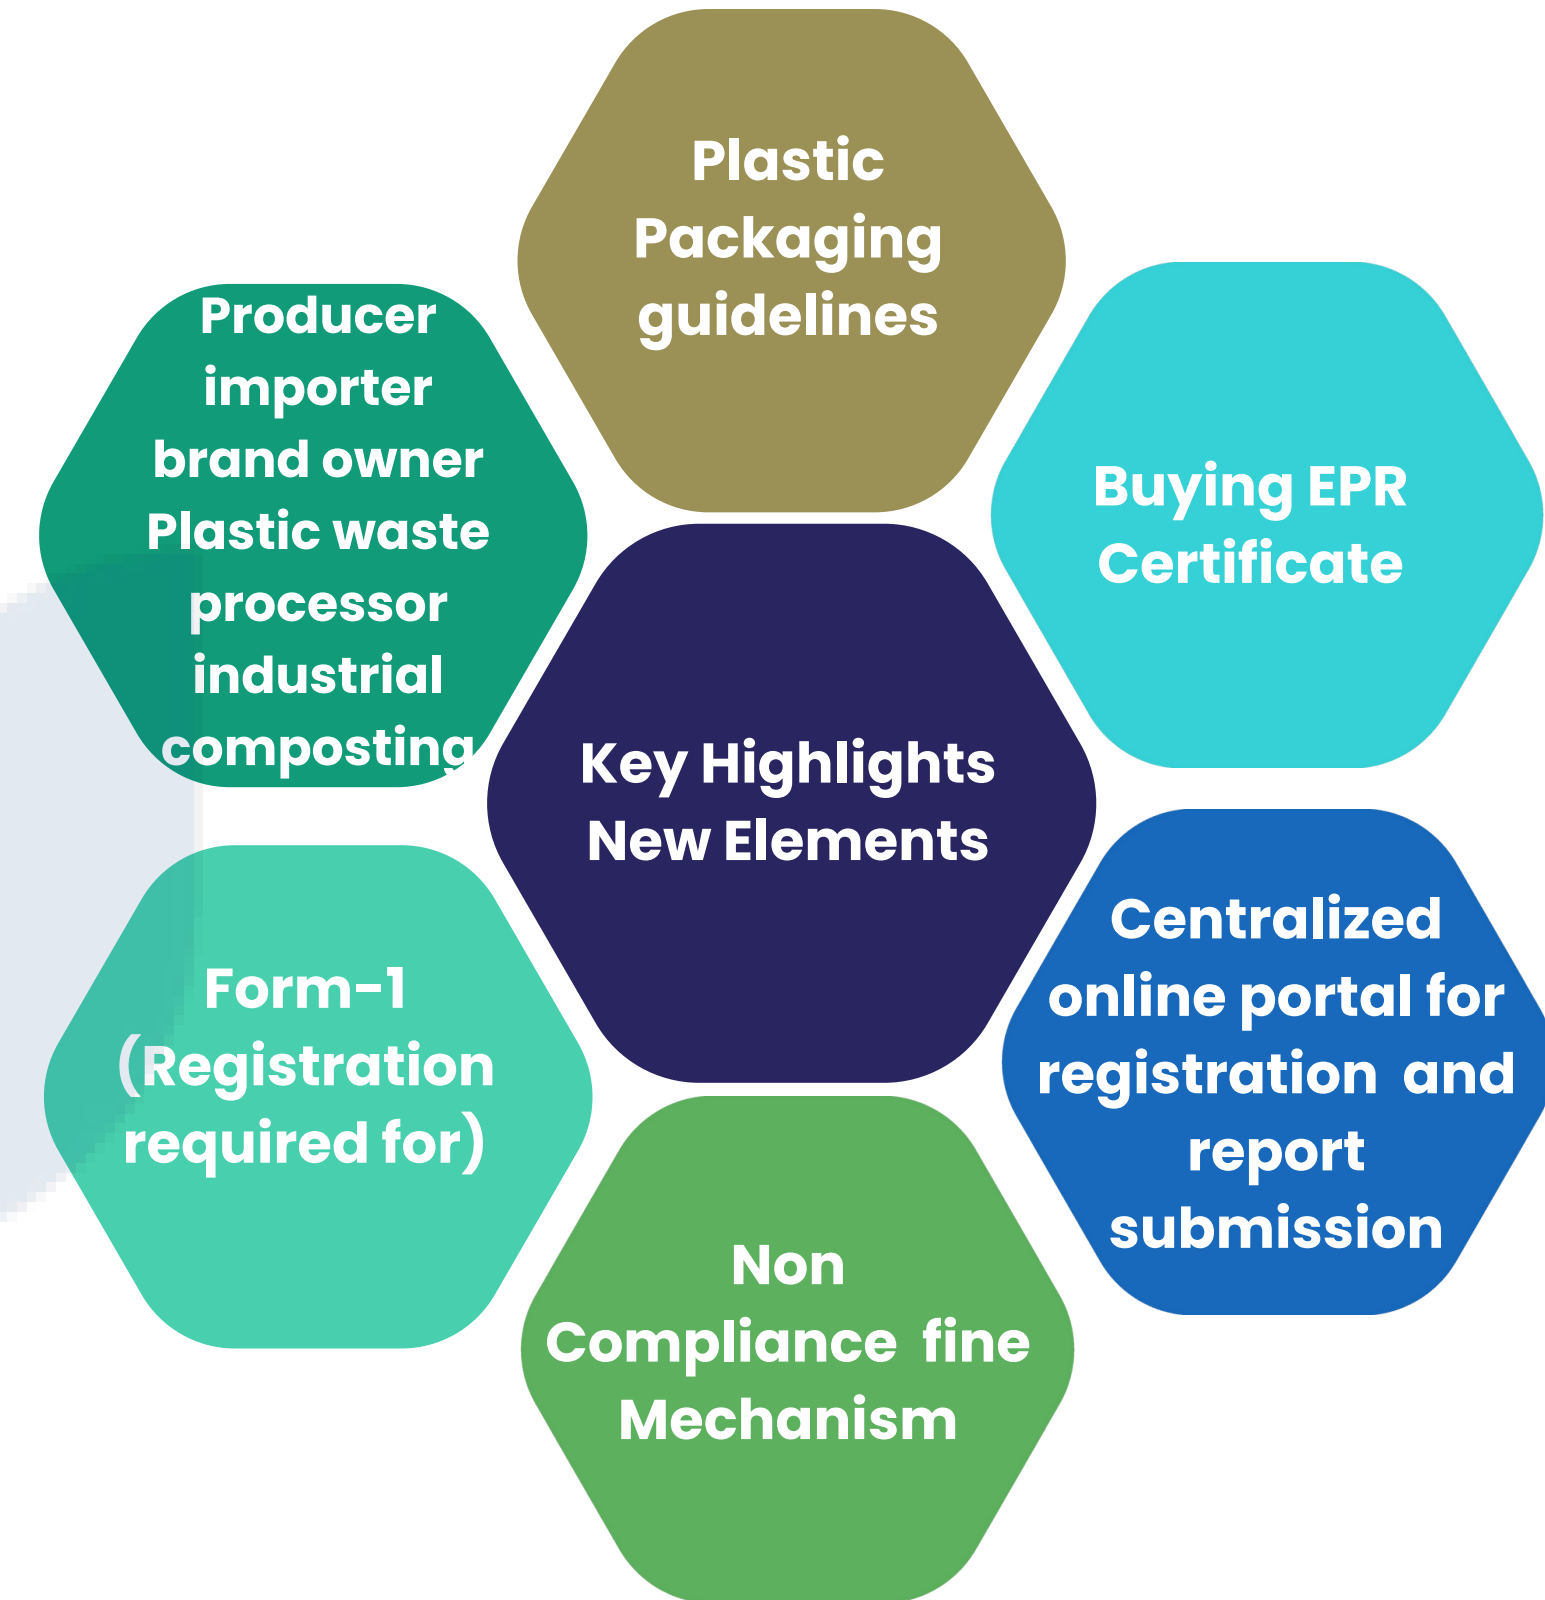 Plastic
Packaging
guidelines
Producer
importer
brand owner
Plastic waste
processor
industrial
composting
Buying EPR
Certificate
Key Highlights
New Elements
Centralized
online portal for
registration and
report
submission
Form-1
(Registration
required for)
Non
Compliance fine
Mechanism